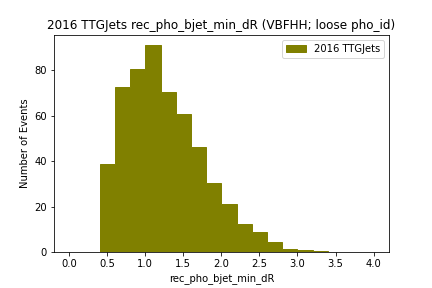 2016 TTGJets rec_pho_bjet_min_dR (VBFHH; loose pho_id)
2016 TTGJets
Number of Events
80
60
40
20
0
0.0 0.5 1.0 1.5 2.0 2.5 3.0 3.5 4.0
rec_pho_bjet_min_dR